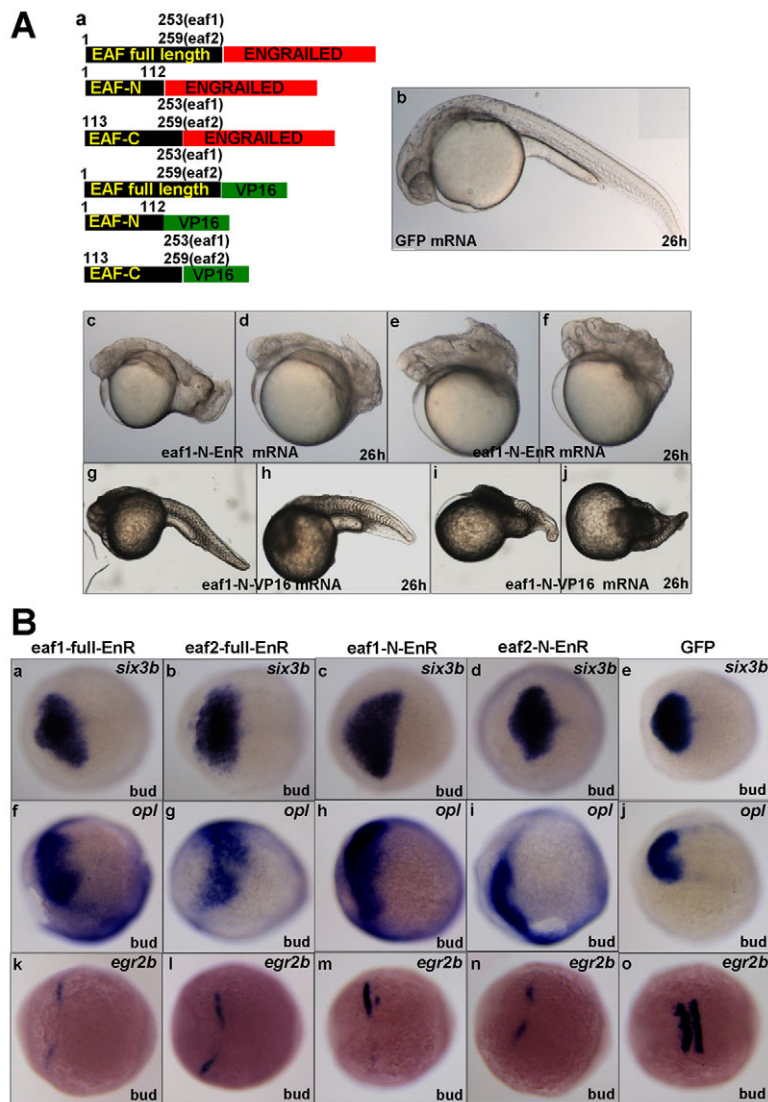 A
a
253(eaf1)
1
259(eaf2)
EAF full length ENGRAILED
1 112
EAF-N ENGRAILED
253(eaf1)
113
259(eaf2)
EAF-C ENGRAILED
253(eaf1)
259(eaf2)
EAF full length VP16
1 112
EAF-N VP16
253(eaf1)
113
259(eaf2)
EAF-C VP16
b
GFP mRNA 26h
c d e f
eaf1-N-EnR mRNA 26h eaf1-N-EnR mRNA 26h
g h i j
eaf1-N-VP16 mRNA 26h eaf1-N-VP16 mRNA 26h
B
eaf1-full-EnR eaf2-full-EnR eaf1-N-EnR eaf2-N-EnR GFP
a six3b b six3b c six3b d six3b e six3b
bud bud bud bud bud
f opl g opl h opl i opl j opl
bud bud bud bud bud
k egr2b l egr2b m egr2b n egr2b o egr2b
bud bud bud bud bud